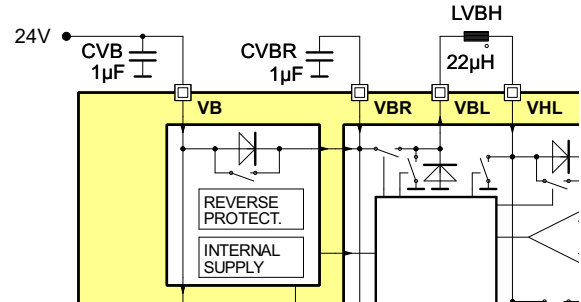 LVBH
24V
CVB
1µF
CVBR
1µF
22µH
VB
VBR
VBL
VHL
REVERSE
PROTECT.
INTERNAL
SUPPLY